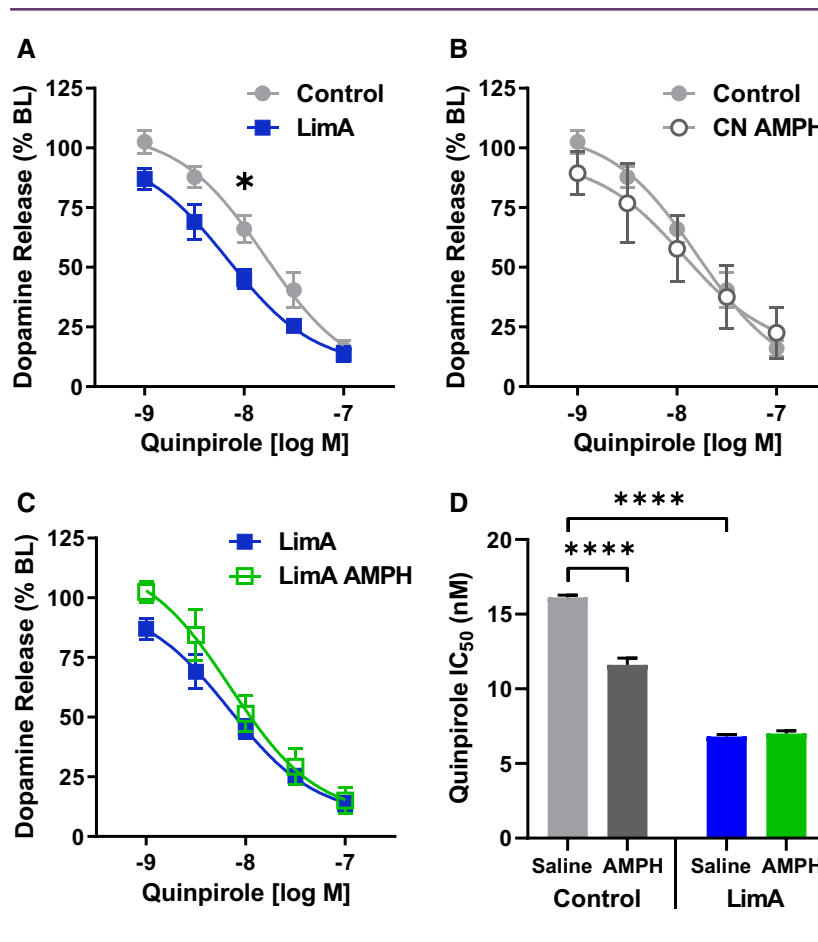 A
125
100
75
50
25
0
Dopamine Release (% BL)
Control
LimA
*
-9 -8 -7
Quinpirole [log M]
B
125
100
75
50
25
0
Dopamine Release (% BL)
Control
CN AMPH
-9 -8 -7
Quinpirole [log M]
C
125
100
75
50
25
0
Dopamine Release (% BL)
LimA
LimA AMPH
-9 -8 -7
Quinpirole [log M]
D
20
15
10
5
0
Quinpirole IC50 (nM)
****
****
Saline AMPH Saline AMPH
Control LimA